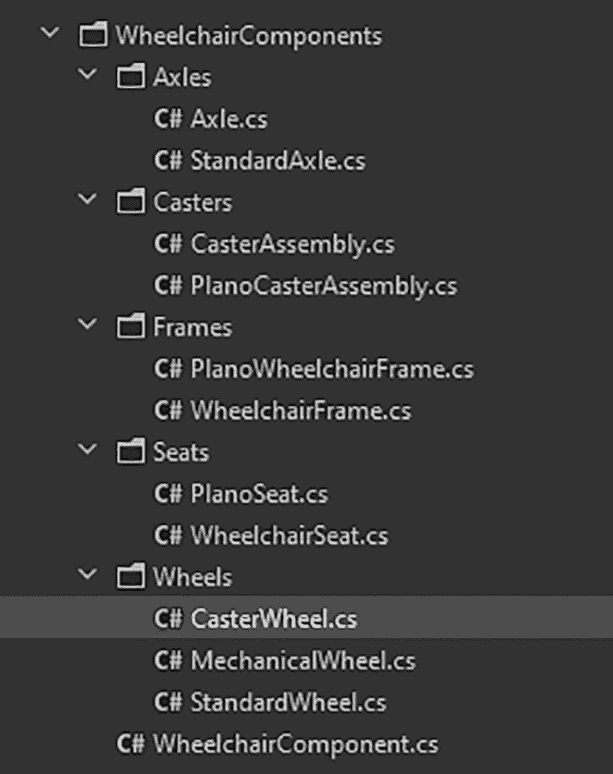 WheelchairComponents
Axles
C# Axle.cs
C# StandardAxle.cs
Casters
C# CasterAssembly.cs
C# PlanoCasterAssembly.cs
Frames
C# PlanoWheelchairFrame.cs
C# WheelchairFrame.cs
Seats
C# PlanoSeat.cs
C# WheelchairSeat.cs
Wheels
C# CasterWheel.cs
C# MechanicalWheel.cs
C# StandardWheel.cs
C# WheelchairComponent.cs